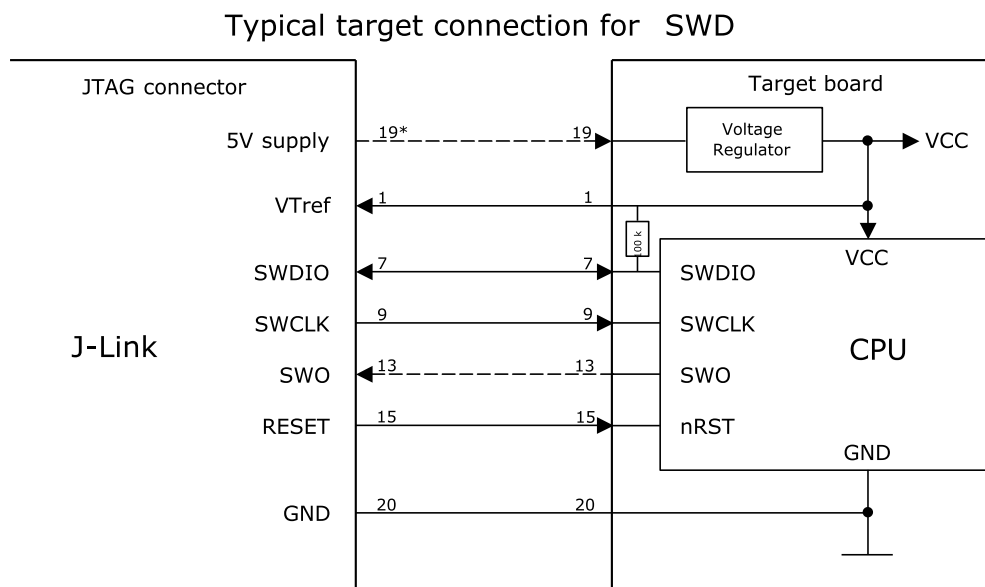 Typical target connection for SWD
JTAG connector
Target board
5V supply 19* 19 Voltage Regulator VCC
VTref 1 1
100 k
VCC
SWDIO 7 7 SWDIO
SWCLK 9 9 SWCLK
J-Link
CPU
SWO 13 13 SWO
RESET 15 15 nRST
GND
GND 20 20